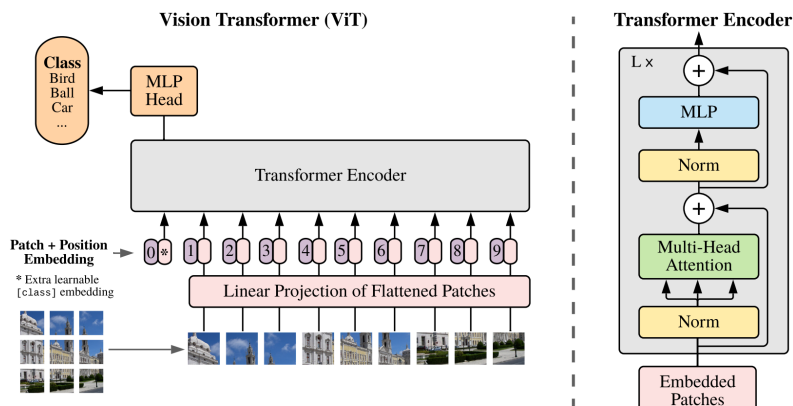 Vision Transformer (ViT)
Class
Bird
Ball
Car
...
MLP
Head
Transformer Encoder
0 * 1 2 3 4 5 6 7 8 9
Patch + Position
Embedding
* Extra learnable
[class] embedding
Linear Projection of Flattened Patches
Transformer Encoder
L ×
+
MLP
Norm
+
Multi-Head
Attention
Norm
Embedded
Patches